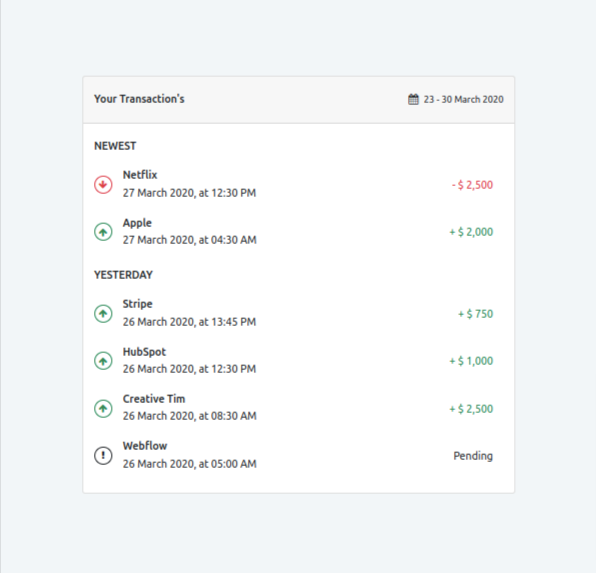 Your Transaction's
23 - 30 March 2020
NEWEST
Netflix
27 March 2020, at 12:30 PM
- $ 2,500
Apple
27 March 2020, at 04:30 AM
+ $ 2,000
YESTERDAY
Stripe
26 March 2020, at 13:45 PM
+ $ 750
HubSpot
26 March 2020, at 12:30 PM
+ $ 1,000
Creative Tim
26 March 2020, at 08:30 AM
+ $ 2,500
Webflow
26 March 2020, at 05:00 AM
Pending